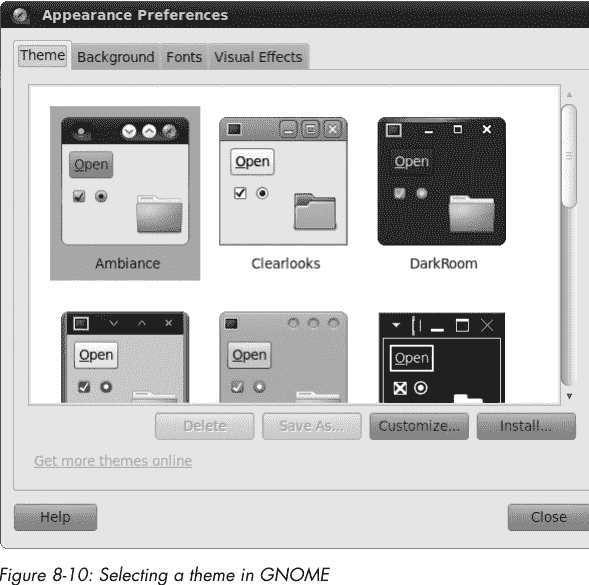 Appearance Preferences
Theme Background Fonts Visual Effects
Open Open Open
Ambiance Clearlooks DarkRoom
Open Open Open
Delete Save As... Customize... Install...
Get more themes online
Help Close
Figure 8-10: Selecting a theme in GNOME